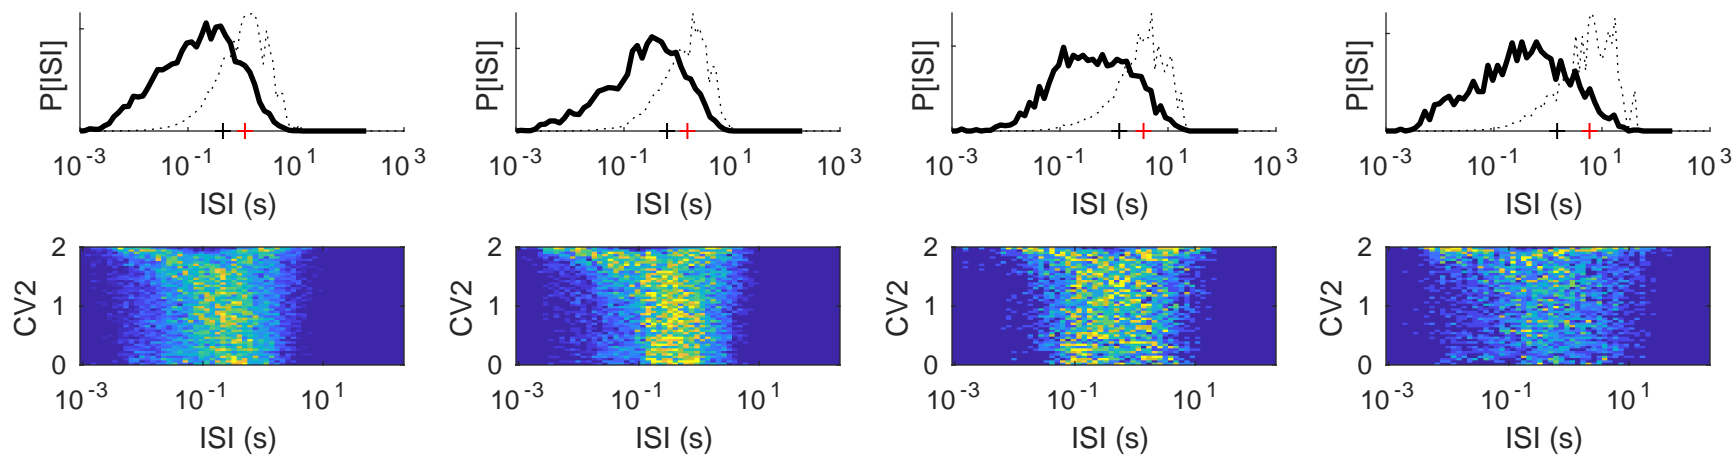 P[ISI] P[ISI] P[ISI] P[ISI]
10^-3 10^-1 10^1 10^3 10^-3 10^-1 10^1 10^3 10^-3 10^-1 10^1 10^3 10^-3 10^-1 10^1 10^3
ISI (s) ISI (s) ISI (s) ISI (s)
2 2 2 2
CV2 1 CV2 1 CV2 1 CV2 1
0 0 0 0
10^-3 10^-1 10^1 10^-3 10^-1 10^1 10^-3 10^-1 10^1 10^-3 10^-1 10^1
ISI (s) ISI (s) ISI (s) ISI (s)